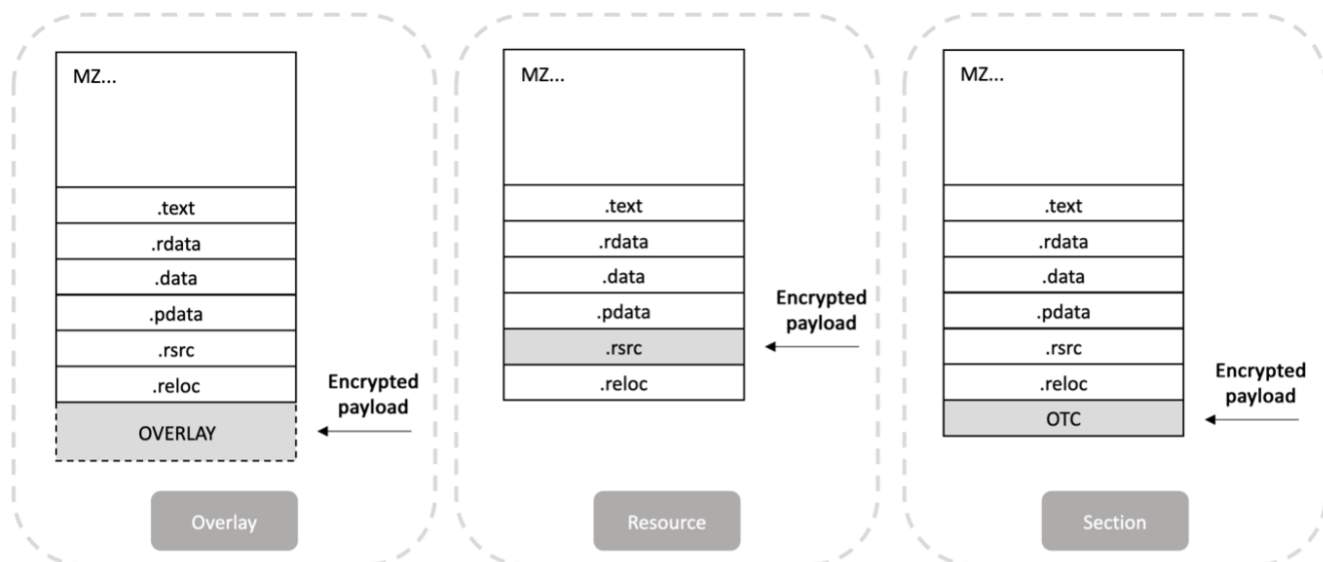 MZ...
.text
.rdata
.data
.pdata
.rsrc
.reloc
OVERLAY
Encrypted
payload
Overlay
MZ...
.text
.rdata
.data
.pdata
.rsrc
.reloc
Encrypted
payload
Resource
MZ...
.text
.rdata
.data
.pdata
.rsrc
.reloc
OTC
Encrypted
payload
Section